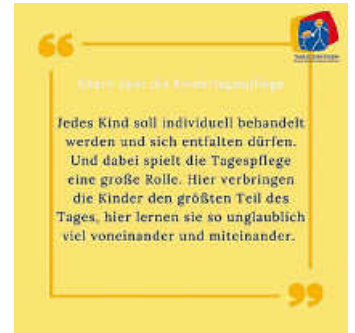 Jedes Kind soll individuell behandelt
werden und sich entfalten dürfen.
Und dabei spielt die Tagespflege
eine große Rolle. Hier verbringen
die Kinder den größten Teil des
Tages, hier lernen sie so unglaublich
viel voneinander und miteinander.